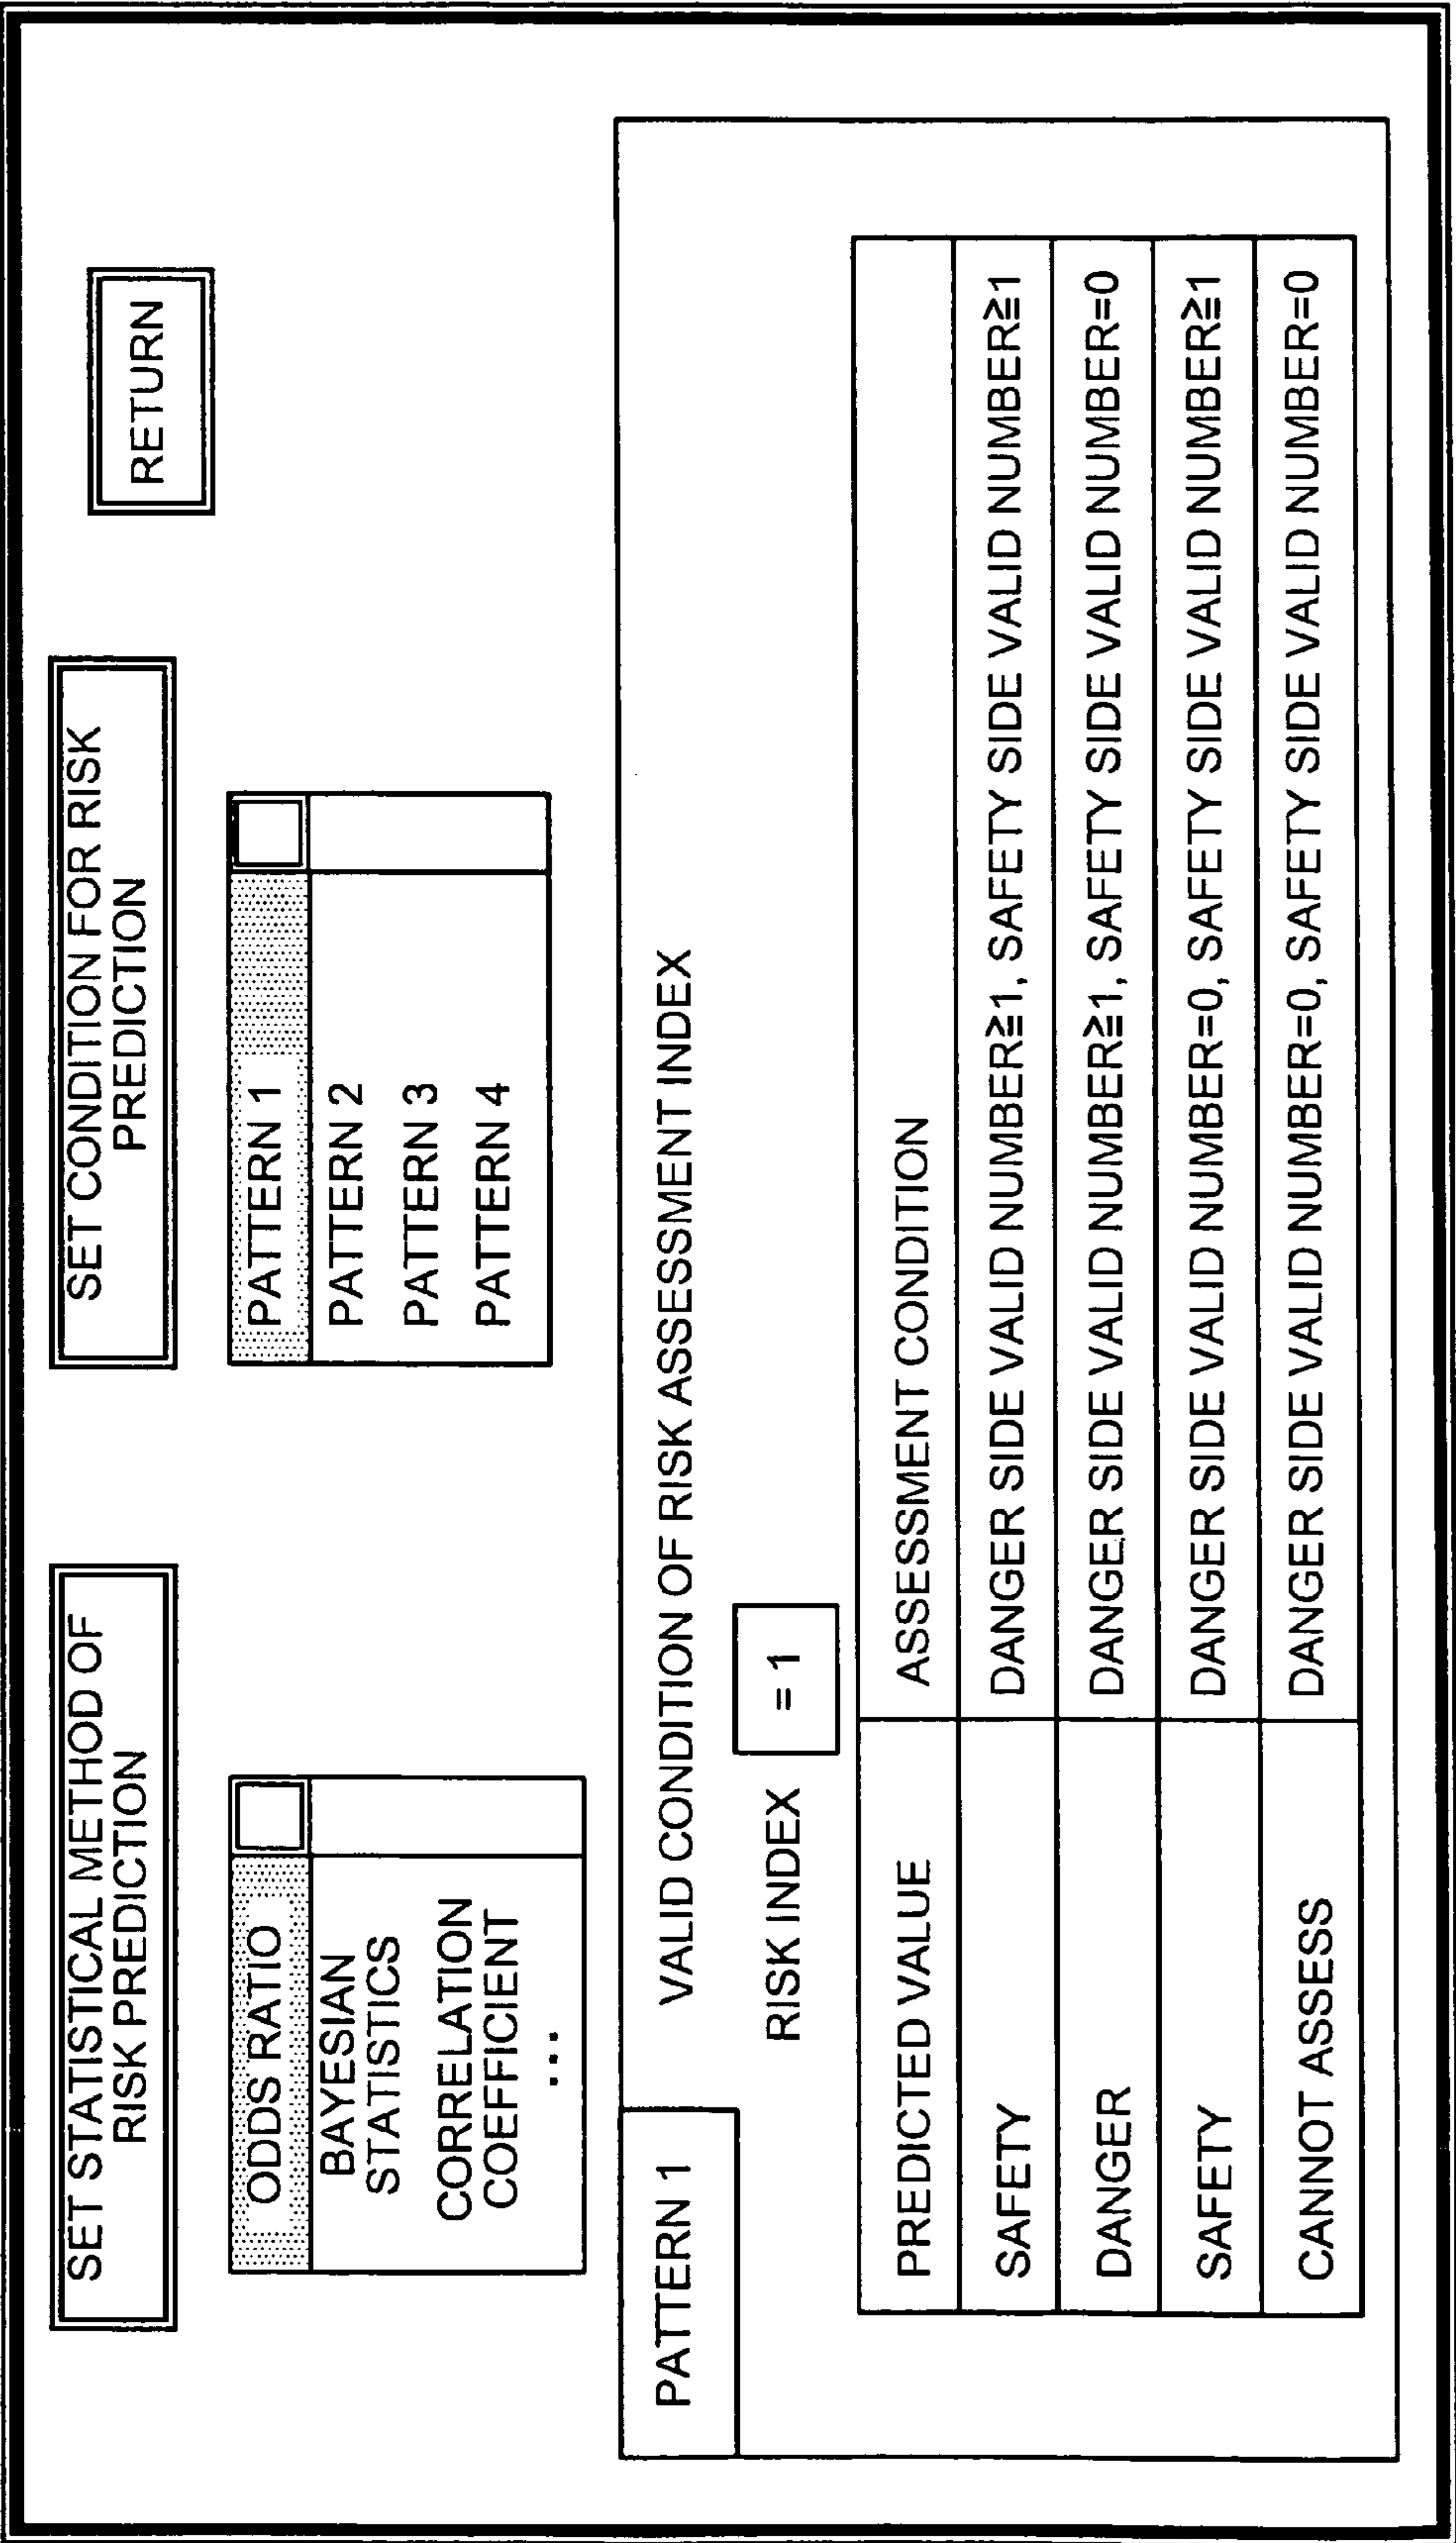 SET STATISTICAL METHOD OF
RISK PREDICTION
SET CONDITION FOR RISK
PREDICTION
RETURN
ODDS RATIO
BAYESIAN
STATISTICS
CORRELATION
COEFFICIENT
...
PATTERN 1
PATTERN 2
PATTERN 3
PATTERN 4
PATTERN 1
VALID CONDITION OF RISK ASSESSMENT INDEX
RISK INDEX = 1
PREDICTED VALUE ASSESSMENT CONDITION
SAFETY DANGER SIDE VALID NUMBER≧1, SAFETY SIDE VALID NUMBER≧1
DANGER DANGER SIDE VALID NUMBER≧1, SAFETY SIDE VALID NUMBER=0
SAFETY DANGER SIDE VALID NUMBER=0, SAFETY SIDE VALID NUMBER≧1
CANNOT ASSESS DANGER SIDE VALID NUMBER=0, SAFETY SIDE VALID NUMBER=0